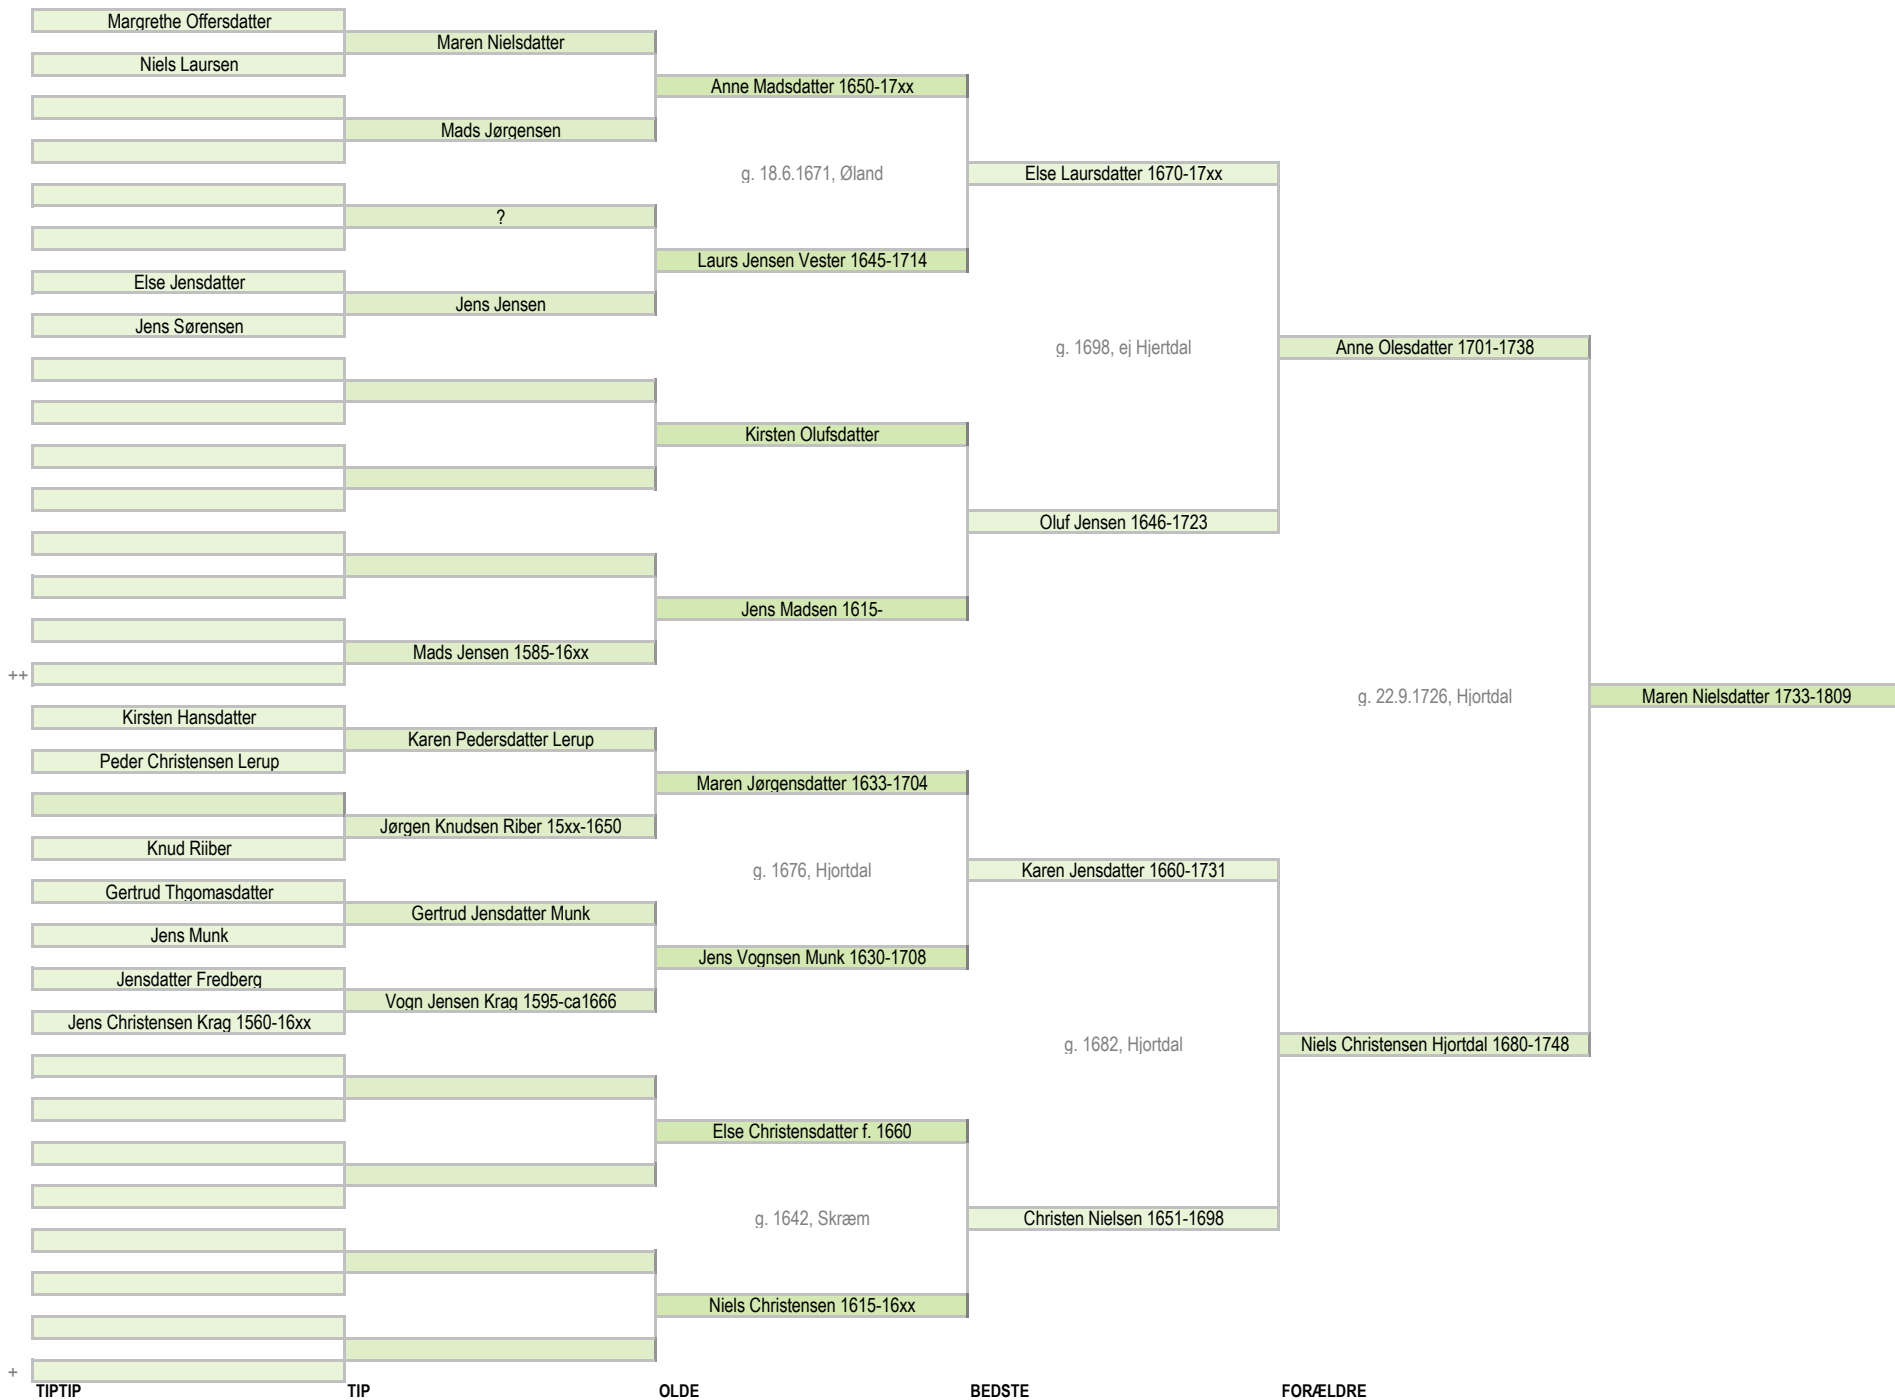 Margrethe Offersdatter
Maren Nielsdatter
Niels Laursen
Anne Madsdatter 1650-17xx
Mads Jørgensen
g. 18.6.1671, Øland
Else Laursdatter 1670-17xx
?
Laurs Jensen Vester 1645-1714
Else Jensdatter
Jens Jensen
Jens Sørensen
g. 1698, ej Hjertdal
Anne Olesdatter 1701-1738
Kirsten Olufsdatter
Oluf Jensen 1646-1723
Jens Madsen 1615-
Mads Jensen 1585-16xx
++
g. 22.9.1726, Hjortdal
Maren Nielsdatter 1733-1809
Kirsten Hansdatter
Karen Pedersdatter Lerup
Peder Christensen Lerup
Maren Jørgensdatter 1633-1704
Jørgen Knudsen Riber 15xx-1650
Knud Riiber
g. 1676, Hjortdal
Karen Jensdatter 1660-1731
Gertrud Thgomasdatter
Gertrud Jensdatter Munk
Jens Munk
Jens Vognsen Munk 1630-1708
Jensdatter Fredberg
Vogn Jensen Krag 1595-ca1666
Jens Christensen Krag 1560-16xx
g. 1682, Hjortdal
Niels Christensen Hjortdal 1680-1748
Else Christensdatter f. 1660
g. 1642, Skræm
Christen Nielsen 1651-1698
Niels Christensen 1615-16xx
+
TIPTIP
TIP
OLDE
BEDSTE
FORÆLDRE